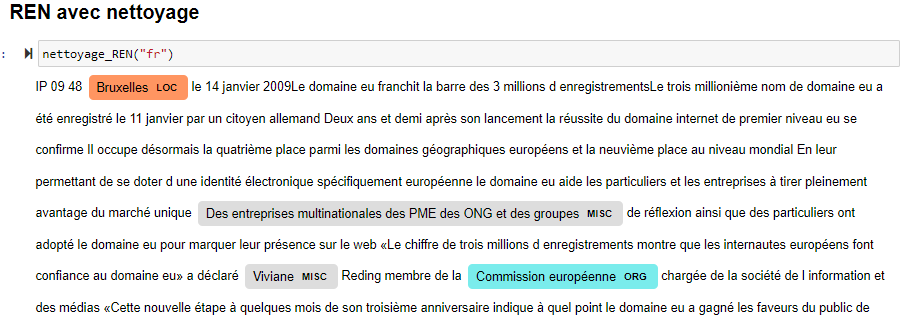 REN avec nettoyage
: nettoyage_REN("fr")
IP 09 48 Bruxelles LOC le 14 janvier 2009Le domaine eu franchit la barre des 3 millions d enregistrementsLe trois millionième nom de domaine eu a
été enregistré le 11 janvier par un citoyen allemand Deux ans et demi après son lancement la réussite du domaine internet de premier niveau eu se
confirme Il occupe désormais la quatrième place parmi les domaines géographiques européens et la neuvième place au niveau mondial En leur
permettant de se doter d une identité électronique spécifiquement européenne le domaine eu aide les particuliers et les entreprises à tirer pleinement
avantage du marché unique Des entreprises multinationales des PME des ONG et des groupes MISC de réflexion ainsi que des particuliers ont
adopté le domaine eu pour marquer leur présence sur le web «Le chiffre de trois millions d enregistrements montre que les internautes européens font
confiance au domaine eu» a déclaré Viviane MISC Reding membre de la Commission européenne ORG chargée de la société de l information et
des médias «Cette nouvelle étape à quelques mois de son troisième anniversaire indique à quel point le domaine eu a gagné les faveurs du public de